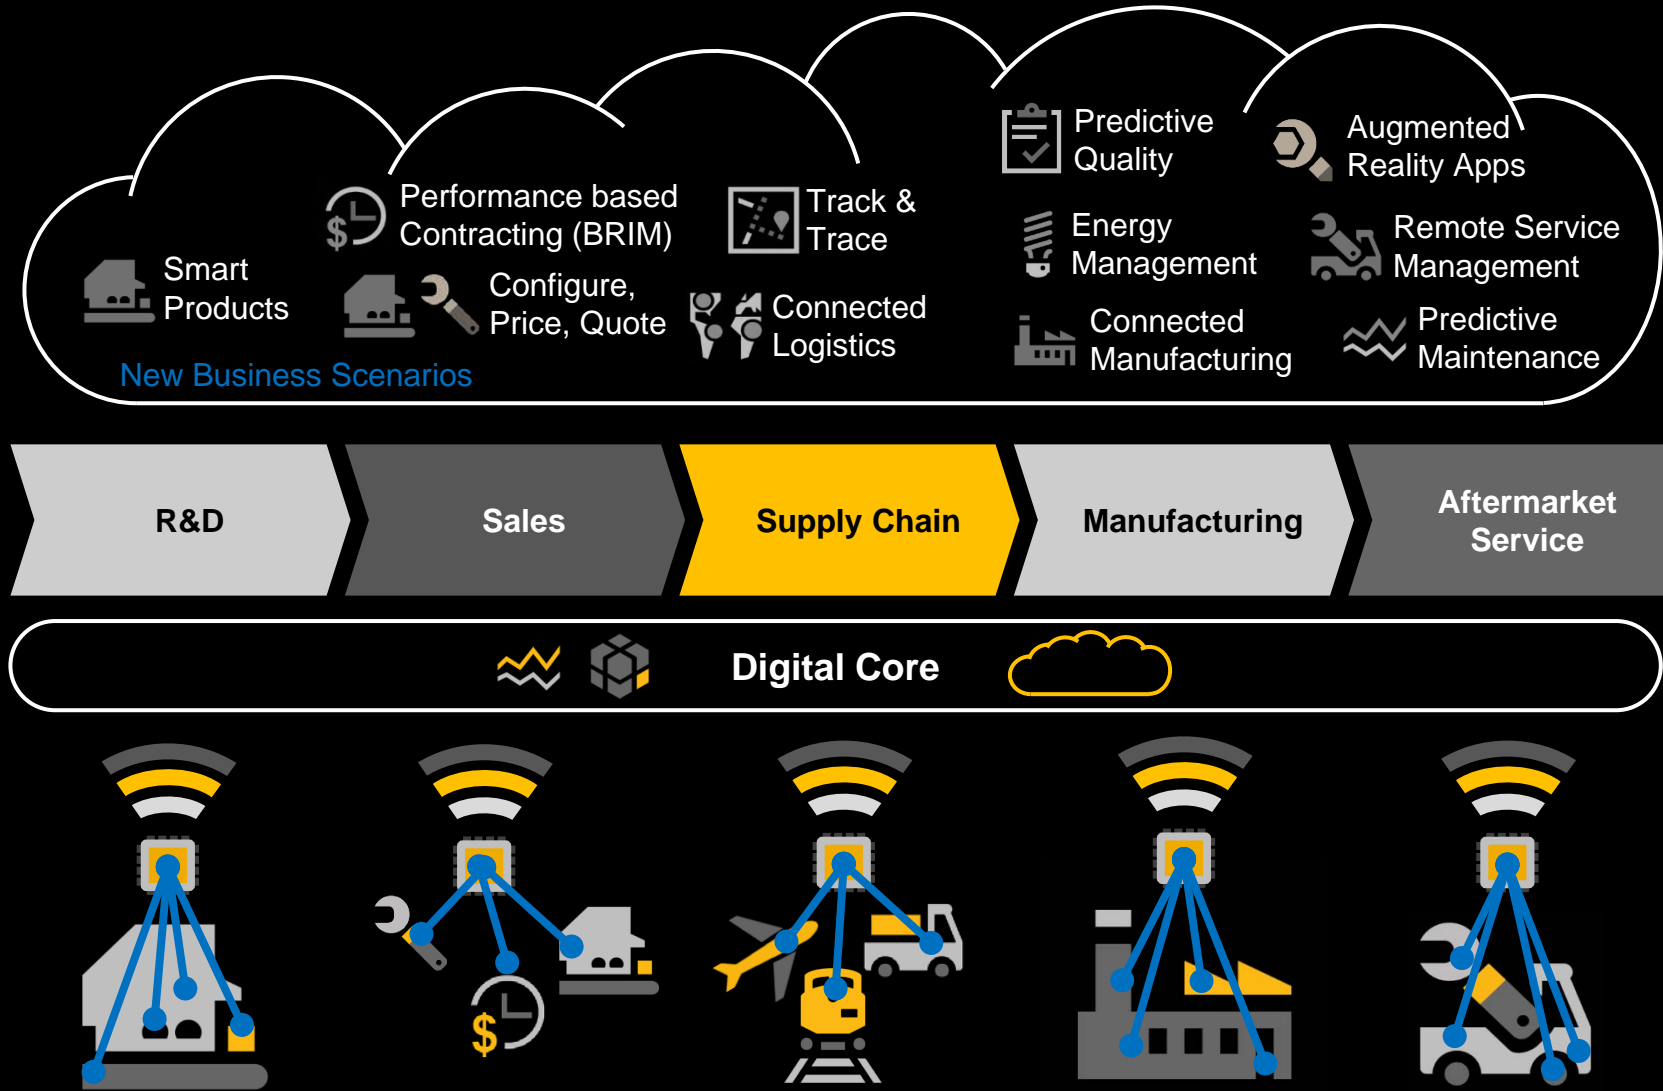 Smart
Products
Performance based
Contracting (BRIM)
Configure,
Price, Quote
Track &
Trace
Connected
Logistics
Predictive
Quality
Energy
Management
Connected
Manufacturing
Augmented
Reality Apps
Remote Service
Management
Predictive
Maintenance
New Business Scenarios
R&D
Sales
Supply Chain
Manufacturing
Aftermarket
Service
Digital Core
$
$